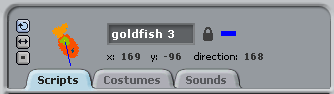 goldfish 3
x: 169 y: -96 direction: 168
Scripts Costumes Sounds